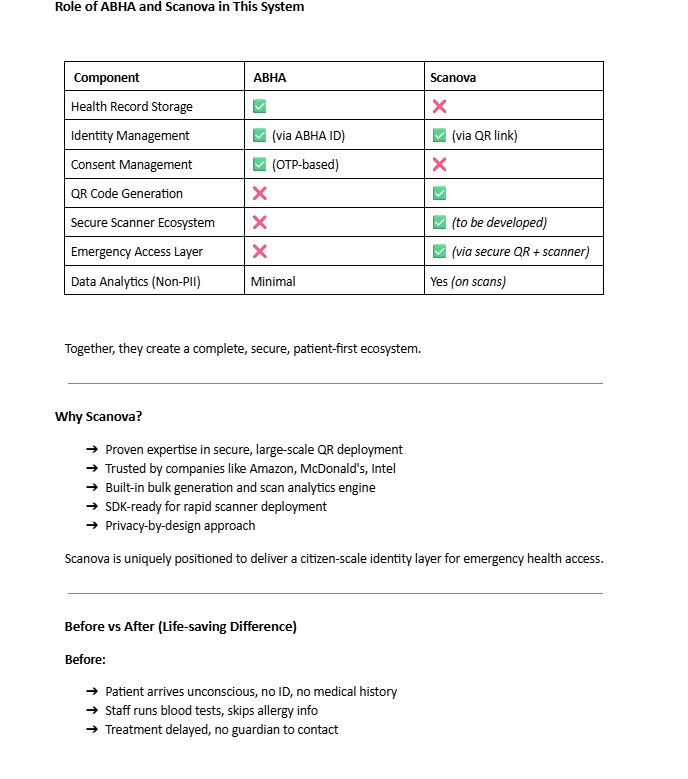 Role of ABHA and Scanova in This System
Component ABHA Scanova
Health Record Storage ✅ ❌
Identity Management ✅ (via ABHA ID) ✅ (via QR link)
Consent Management ✅ (OTP-based) ❌
QR Code Generation ❌ ✅
Secure Scanner Ecosystem ❌ ✅ (to be developed)
Emergency Access Layer ❌ ✅ (via secure QR + scanner)
Data Analytics (Non-PII) Minimal Yes (on scans)
Together, they create a complete, secure, patient-first ecosystem.
Why Scanova?
➔ Proven expertise in secure, large-scale QR deployment
➔ Trusted by companies like Amazon, McDonald's, Intel
➔ Built-in bulk generation and scan analytics engine
➔ SDK-ready for rapid scanner deployment
➔ Privacy-by-design approach
Scanova is uniquely positioned to deliver a citizen-scale identity layer for emergency health access.
Before vs After (Life-saving Difference)
Before:
➔ Patient arrives unconscious, no ID, no medical history
➔ Staff runs blood tests, skips allergy info
➔ Treatment delayed, no guardian to contact